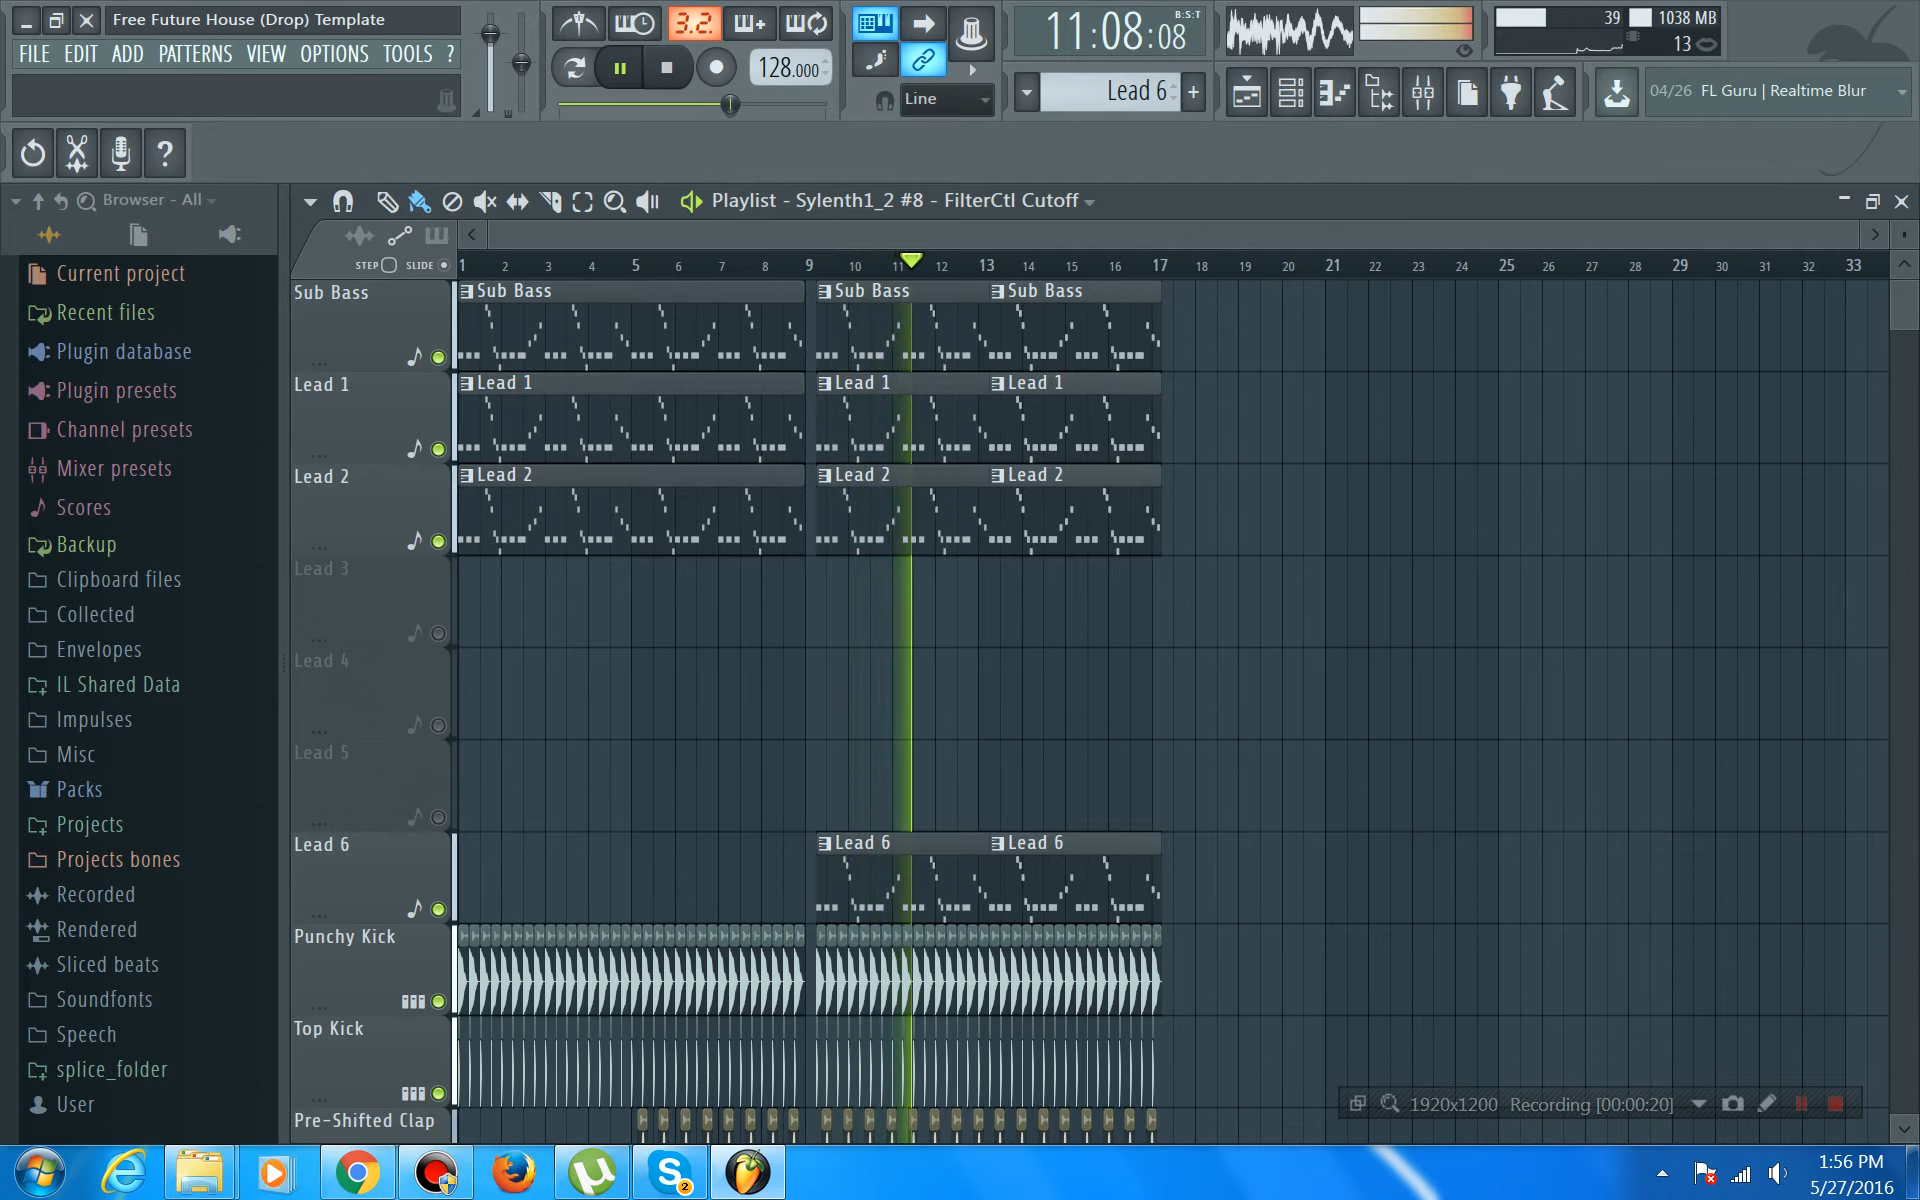 Free Future House (Drop) Template
FILE EDIT ADD PATTERNS VIEW OPTIONS TOOLS ?
3.2.
128.000
Line
11:08:08
B:S:T
Lead 6
39
1038 MB
13
04/26 FL Guru | Realtime Blur
Browser - All
Playlist - Sylenth1_2 #8 - FilterCtl Cutoff
STEP SLIDE
1 2 3 4 5 6 7 8 9 10 11 12 13 14 15 16 17 18 19 20 21 22 23 24 25 26 27 28 29 30 31 32 33
Current project
Recent files
Plugin database
Plugin presets
Channel presets
Mixer presets
Scores
Backup
Clipboard files
Collected
Envelopes
IL Shared Data
Impulses
Misc
Packs
Projects
Projects bones
Recorded
Rendered
Sliced beats
Soundfonts
Speech
splice_folder
User
Sub Bass Sub Bass Sub Bass Sub Bass
Lead 1 Lead 1 Lead 1 Lead 1
Lead 2 Lead 2 Lead 2 Lead 2
Lead 3
Lead 4
Lead 5
Lead 6 Lead 6 Lead 6
Punchy Kick
Top Kick
Pre-Shifted Clap
1920x1200 Recording [00:00:20]
2
1:56 PM
5/27/2016